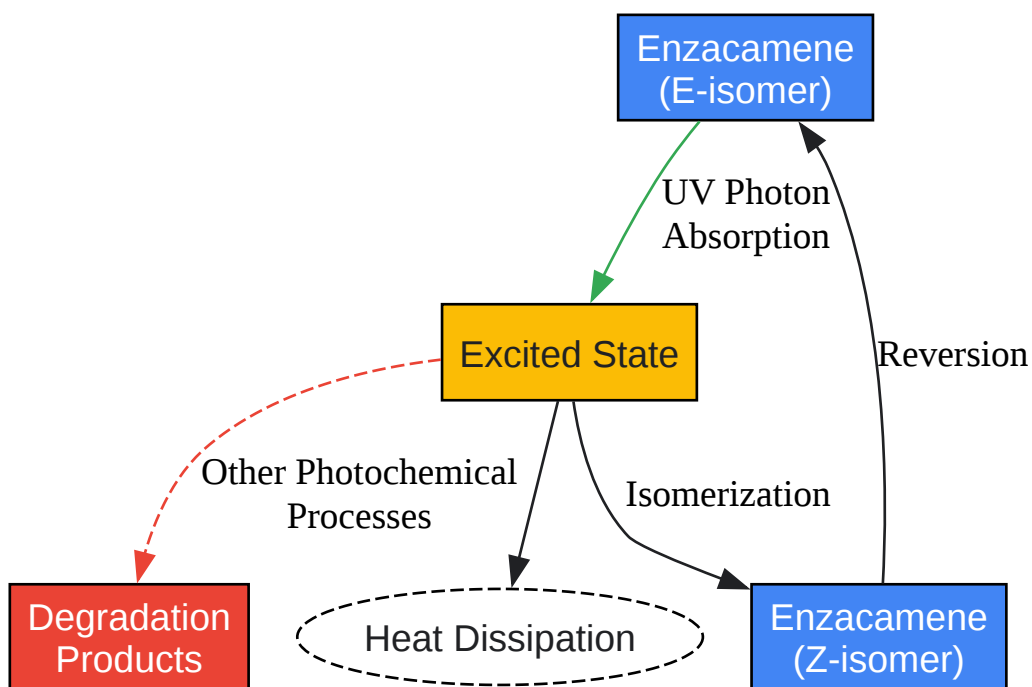 Enzacamene
(E-isomer)
UV Photon
Absorption
Excited State
Reversion
Other Photochemical
Processes
Isomerization
Degradation
Products
Heat Dissipation
Enzacamene
(Z-isomer)